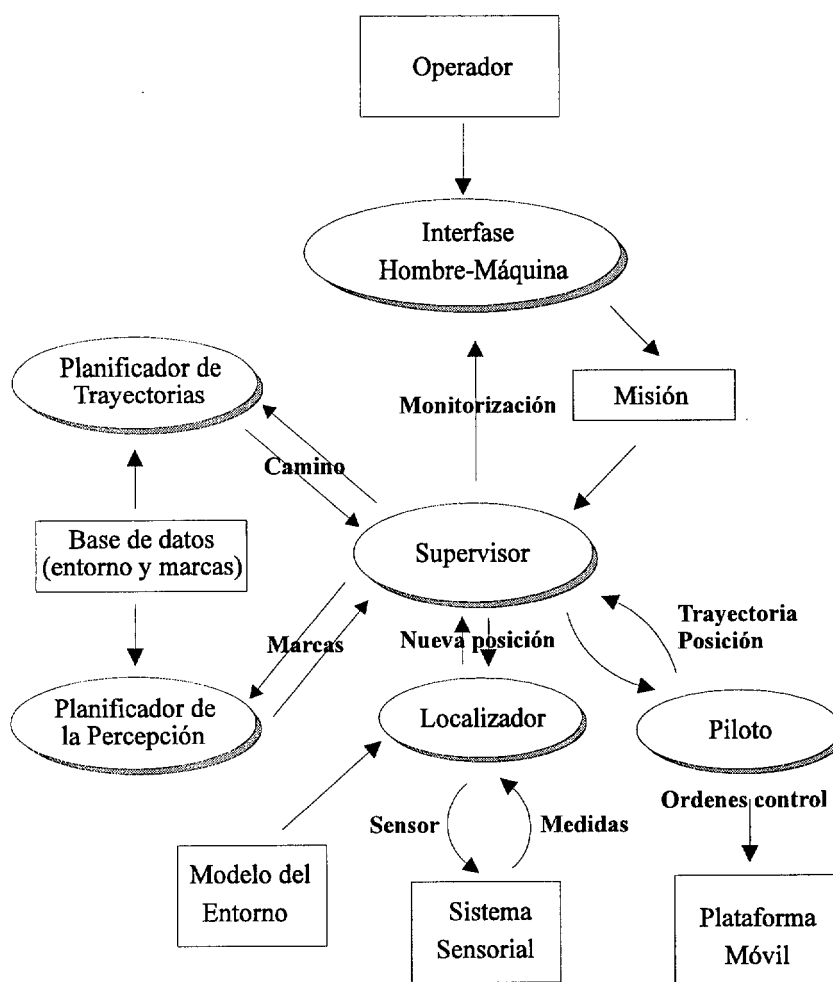 Operador
Interfase
Hombre-Máquina
Planificador de
Trayectorias
Monitorización
Misión
Camino
Base de datos
(entorno y marcas)
Supervisor
Trayectoria
Posición
Marcas
Nueva posición
Planificador de
la Percepción
Localizador
Piloto
Ordenes control
Sensor
Medidas
Modelo del
Entorno
Sistema
Sensorial
Plataforma
Móvil